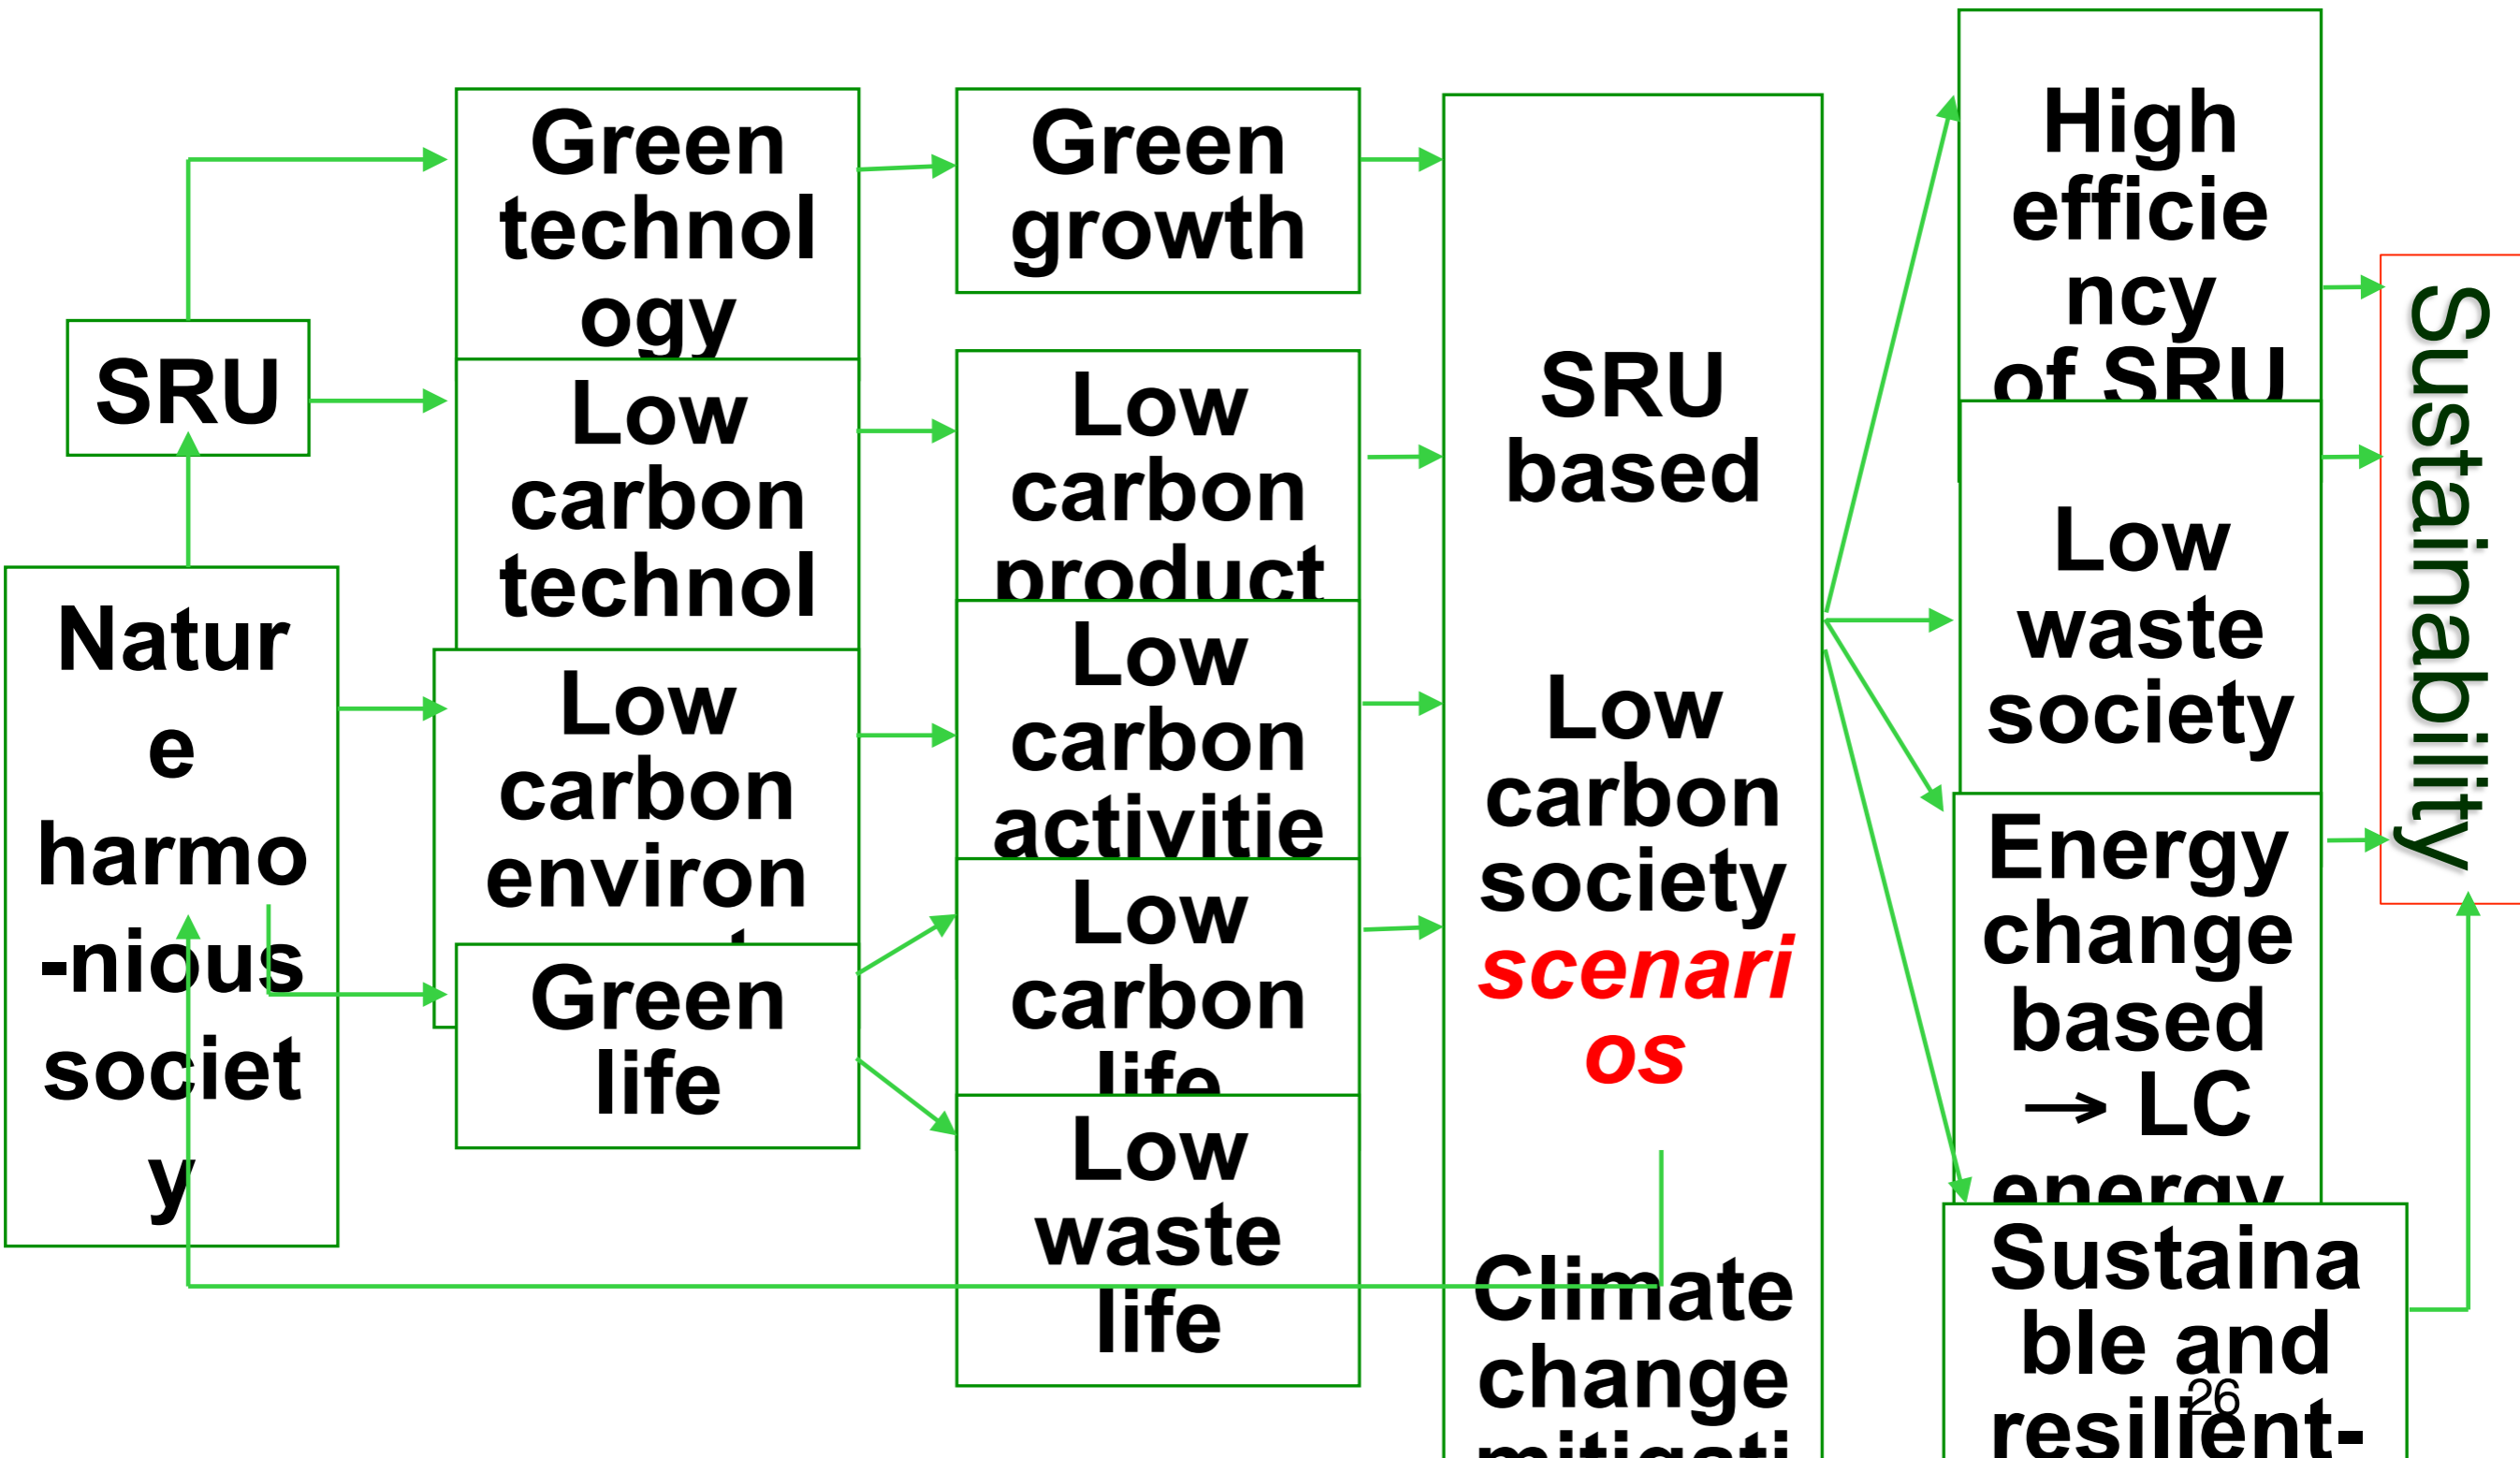 SRU
Natur
e
harmo
-nious
societ
y
Green
technol
ogy
Low
carbon
technol
Low
carbon
environ
Green
life
Green
growth
Low
carbon
product
Low
carbon
activitie
Low
carbon
life
Low
waste
life
SRU
based
Low
carbon
society
scenari
os
Climate
change
mitigati
High
efficie
ncy
of SRU
Low
waste
society
Energy
change
based
→ LC
energy
Sustaina
ble and
resilient-
26
Sustainability